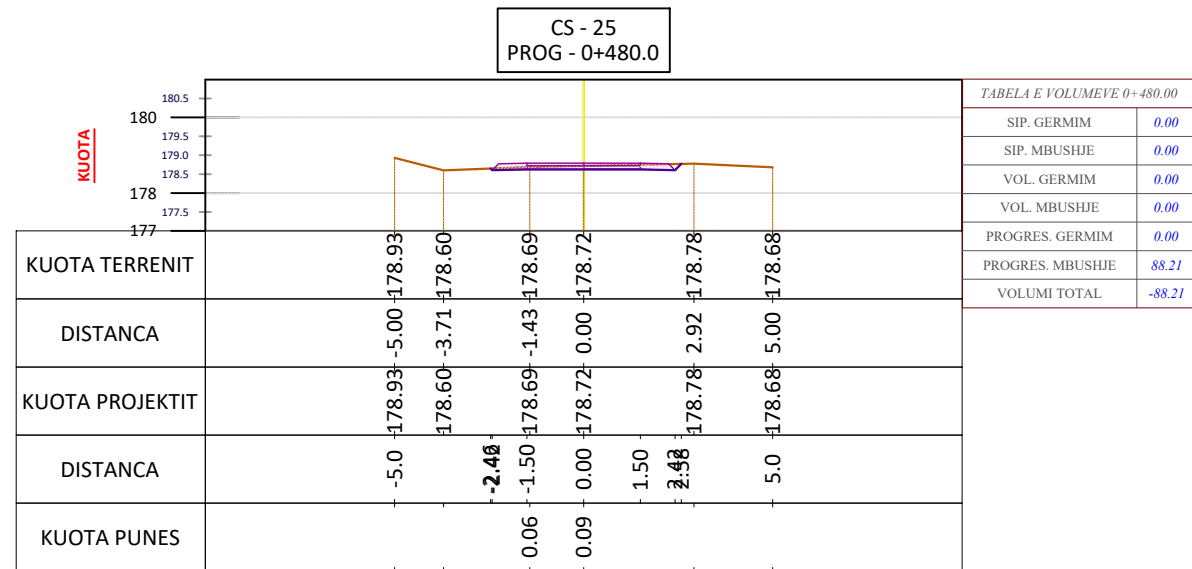 CS - 25
PROG - 0+480.0
KUOTA
180.5
180
179.5
179.0
178.5
178
177.5
177
TABELA E VOLUMEVE 0+480.00
SIP. GERMIM 0.00
SIP. MBUSHJE 0.00
VOL. GERMIM 0.00
VOL. MBUSHJE 0.00
PROGRES. GERMIM 0.00
PROGRES. MBUSHJE 88.21
VOLUMI TOTAL -88.21
KUOTA TERRENIT 178.93 178.60 178.69 178.72 178.78 178.68
DISTANCA -5.00 -3.71 -1.43 0.00 2.92 5.00
KUOTA PROJEKTIT 178.93 178.60 178.69 178.72 178.78 178.68
DISTANCA -5.0 -1.50 0.00 1.50 2.42 2.58 5.0
KUOTA PUNES 0.06 0.09